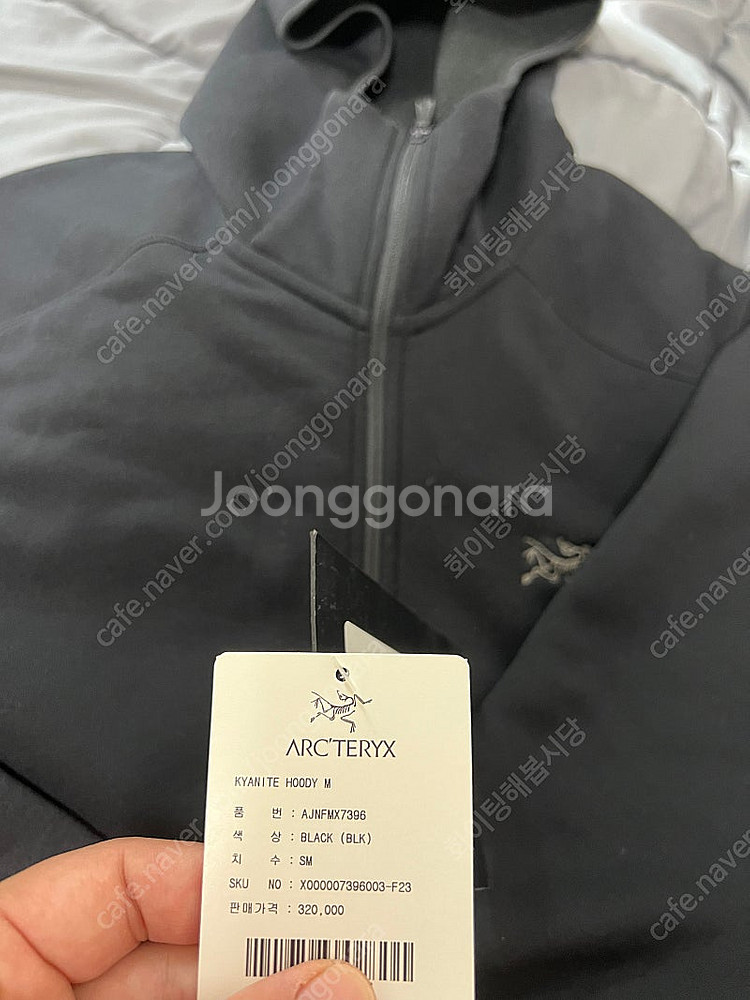 Joonggonara
cafe.naver.com/joonggonara
화이팅해봅시당
ARC'TERYX
KYANITE HOODY M
품 번 : AJNFMX7396
색 상 : BLACK (BLK)
치 수 : SM
SKU NO : X000007396003-F23
판매가격 : 320,000